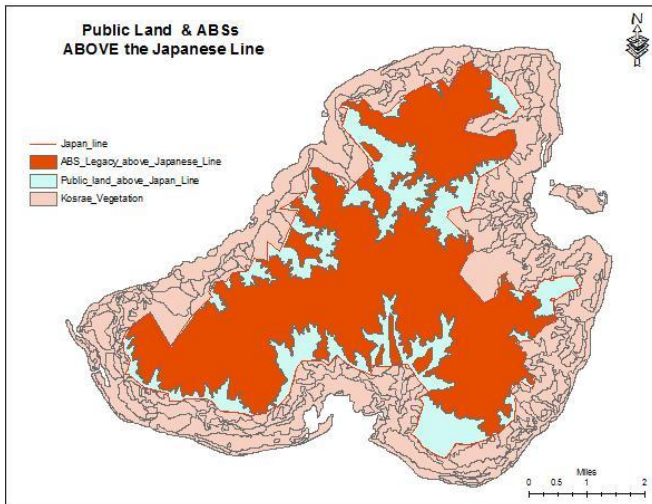 Public Land & ABSs
ABOVE the Japanese Line
N
Japan_line
ABS_Legacy_above_Japanese_Line
Public_land_above_Japan_Line
Kosrae_Vegetation
Miles
0 0.5 1 2